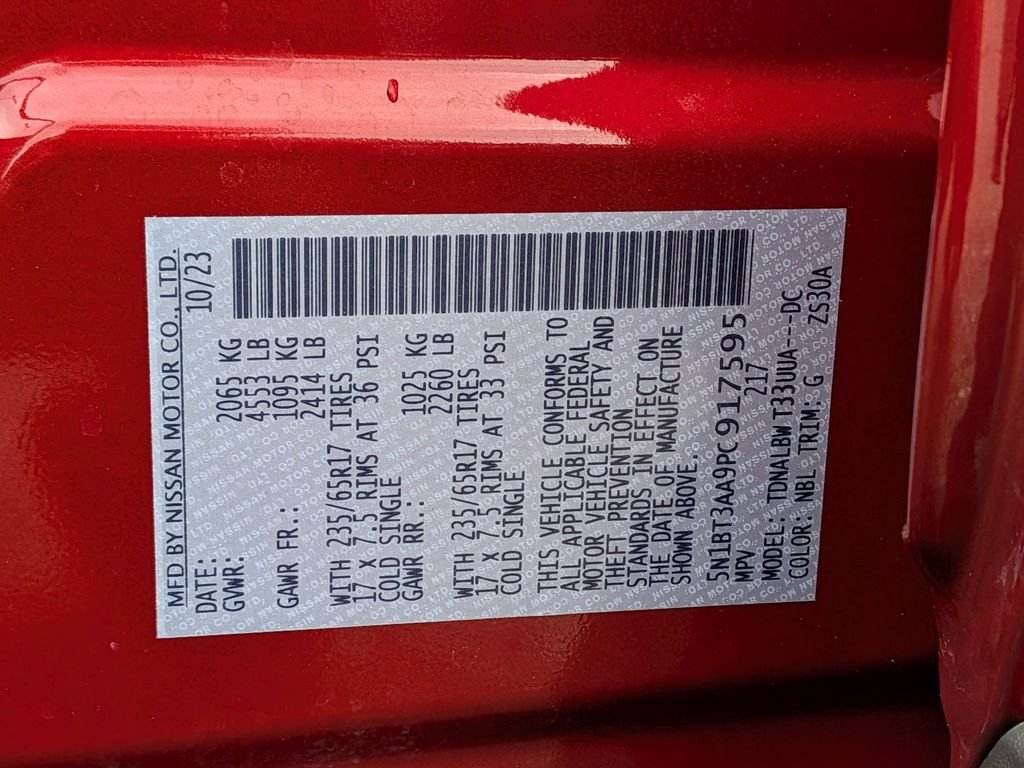 MFD BY NISSAN MOTOR CO., LTD.
DATE: 10/23
GVWR: 2065 KG
4553 LB
GAWR FR.: 1095 KG
2414 LB
WITH 235/65R17 TIRES
17 X 7.5 RIMS AT 36 PSI
COLD SINGLE
GAWR RR.: 1025 KG
2260 LB
WITH 235/65R17 TIRES
17 X 7.5 RIMS AT 33 PSI
COLD SINGLE
THIS VEHICLE CONFORMS TO
ALL APPLICABLE FEDERAL
MOTOR VEHICLE SAFETY AND
THEFT PREVENTION
STANDARDS IN EFFECT ON
THE DATE OF MANUFACTURE
SHOWN ABOVE.
5N1BT3AA9PC917595
MPV 217
MODEL: TDNALBW T33UUA---DC
COLOR: NBL TRIM: G ZS30A